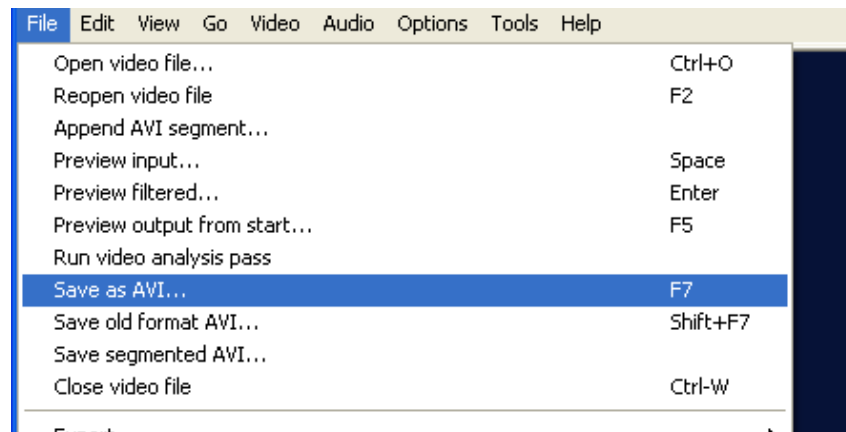 File Edit View Go Video Audio Options Tools Help
Open video file... Ctrl+O
Reopen video file F2
Append AVI segment...
Preview input... Space
Preview filtered... Enter
Preview output from start... F5
Run video analysis pass
Save as AVI... F7
Save old format AVI... Shift+F7
Save segmented AVI...
Close video file Ctrl-W